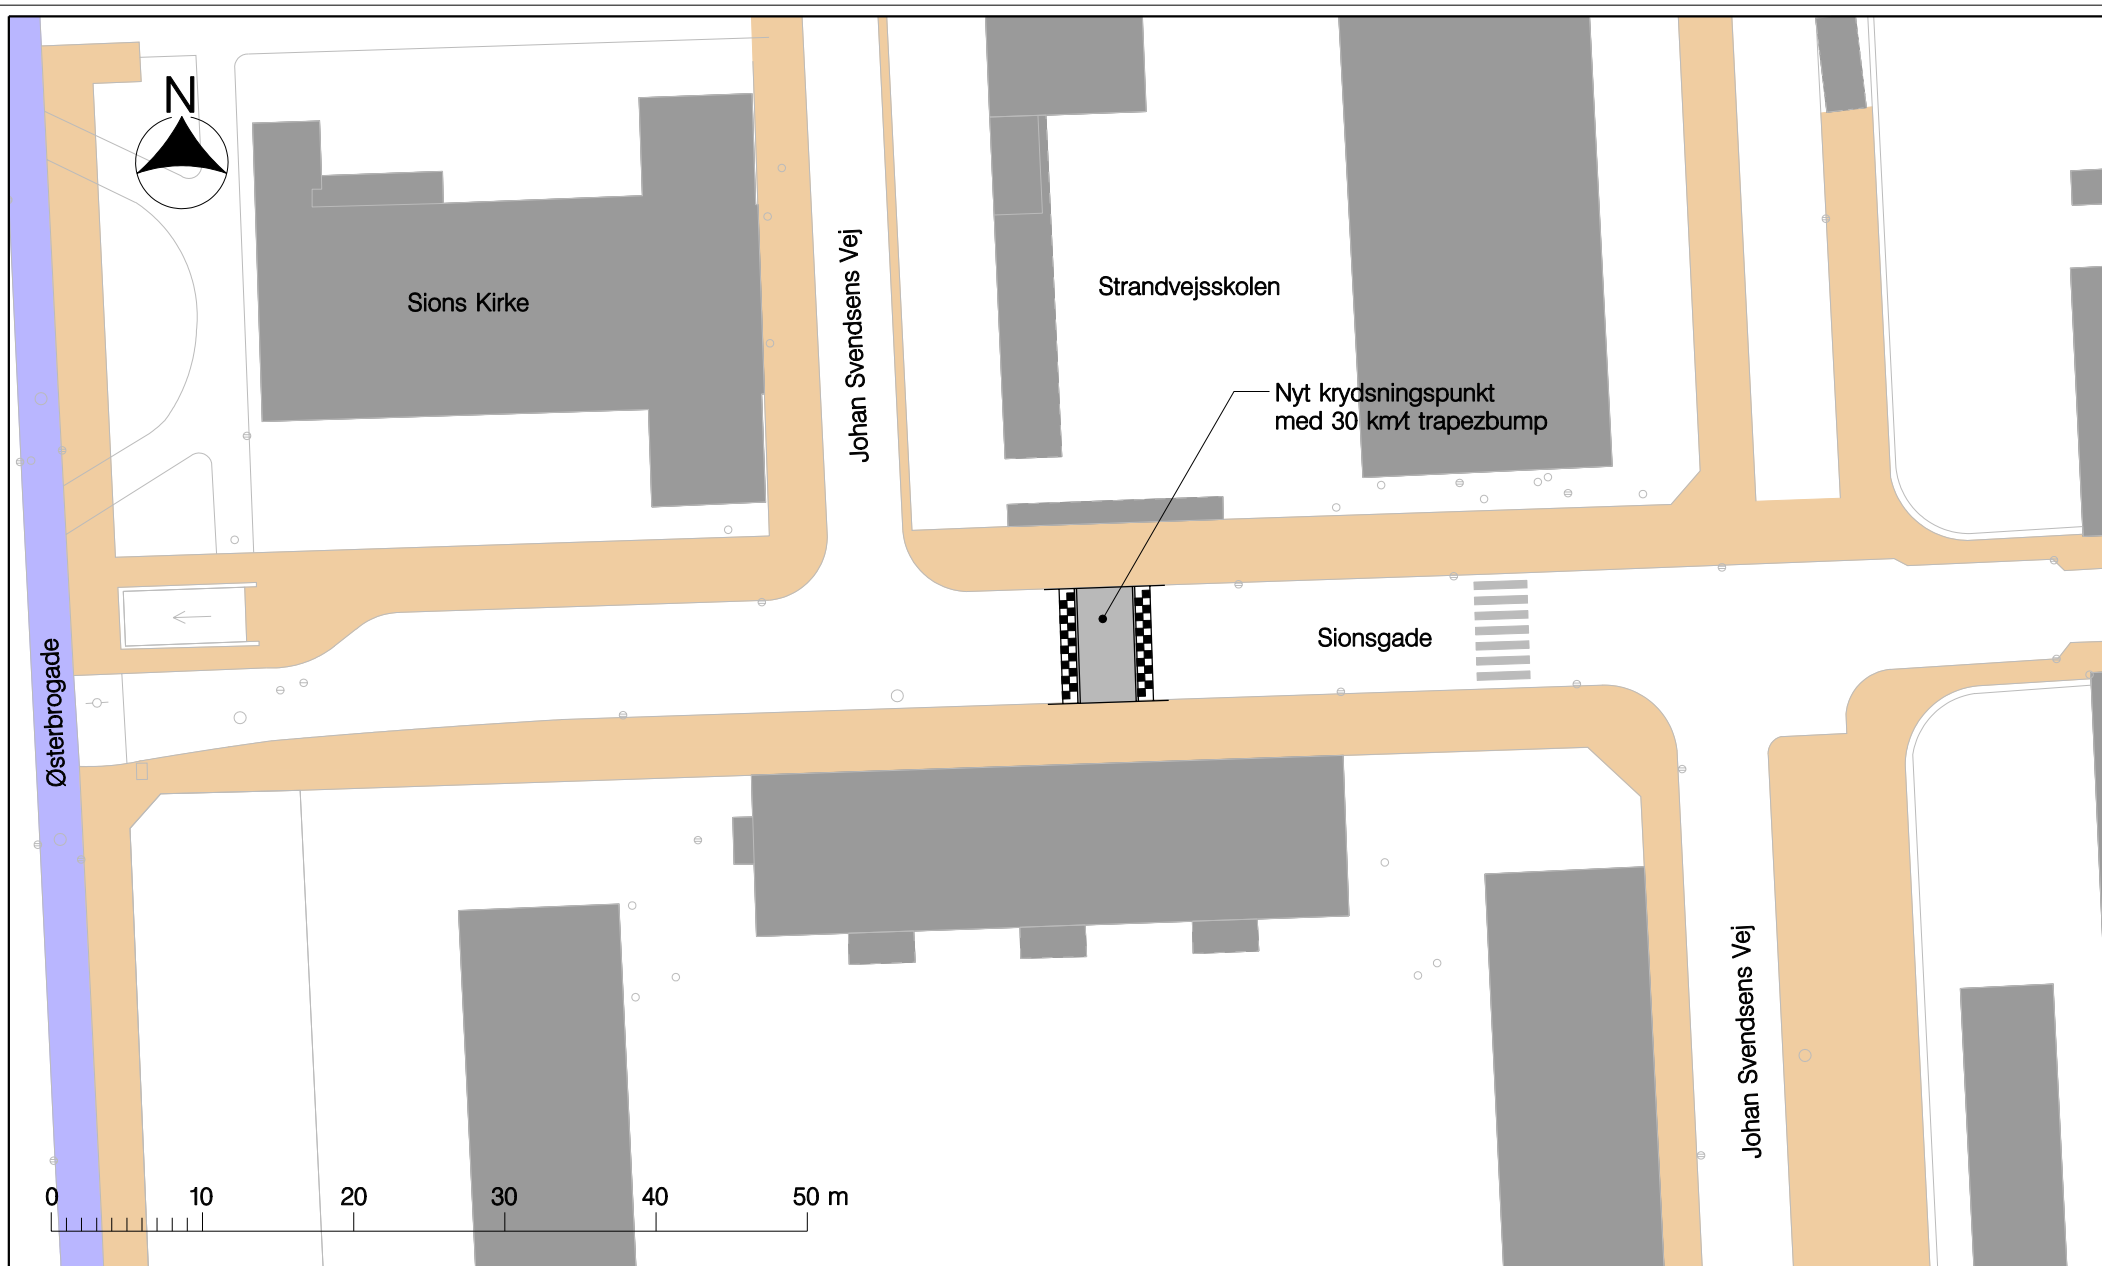 N
Sions Kirke
Johan Svendsens Vej
Strandvejsskolen
Nyt krydsningspunkt
med 30 km/t trapezbump
Sionsgade
Østerbrogade
Johan Svendsens Vej
0 10 20 30 40 50 m